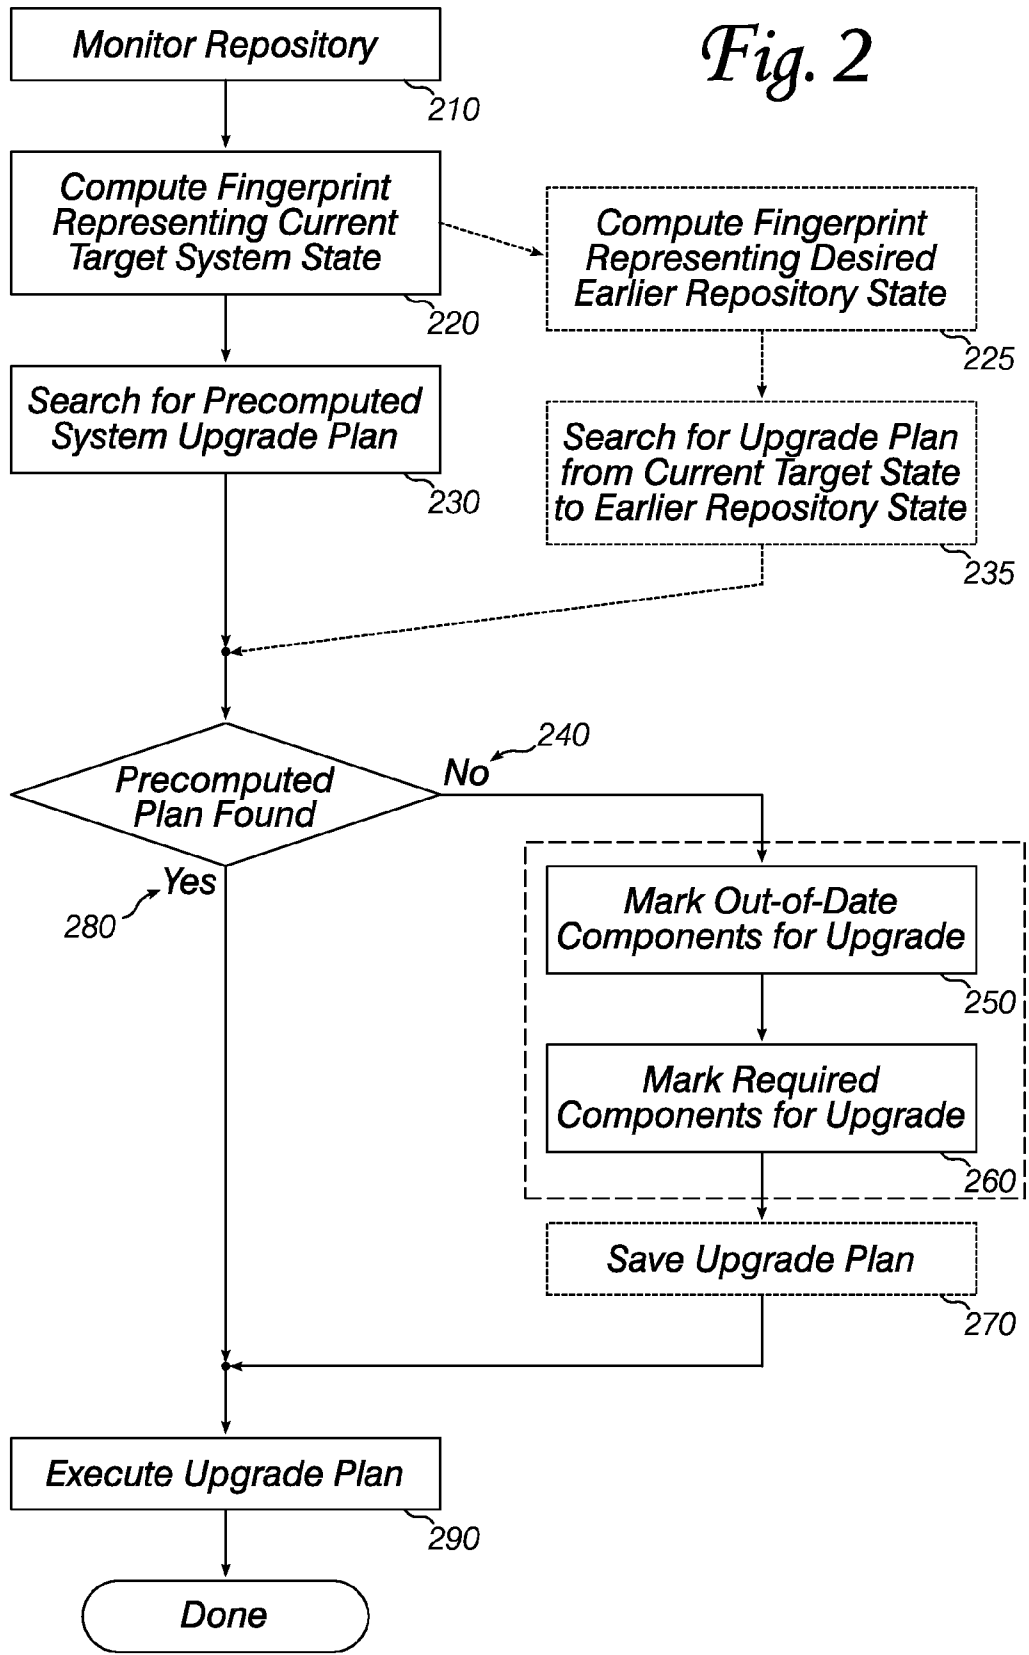 Fig. 2
Monitor Repository
210
Compute Fingerprint
Representing Current
Target System State
220
Compute Fingerprint
Representing Desired
Earlier Repository State
225
Search for Precomputed
System Upgrade Plan
230
Search for Upgrade Plan
from Current Target State
to Earlier Repository State
235
Precomputed
Plan Found
No
240
Yes
280
Mark Out-of-Date
Components for Upgrade
250
Mark Required
Components for Upgrade
260
Save Upgrade Plan
270
Execute Upgrade Plan
290
Done